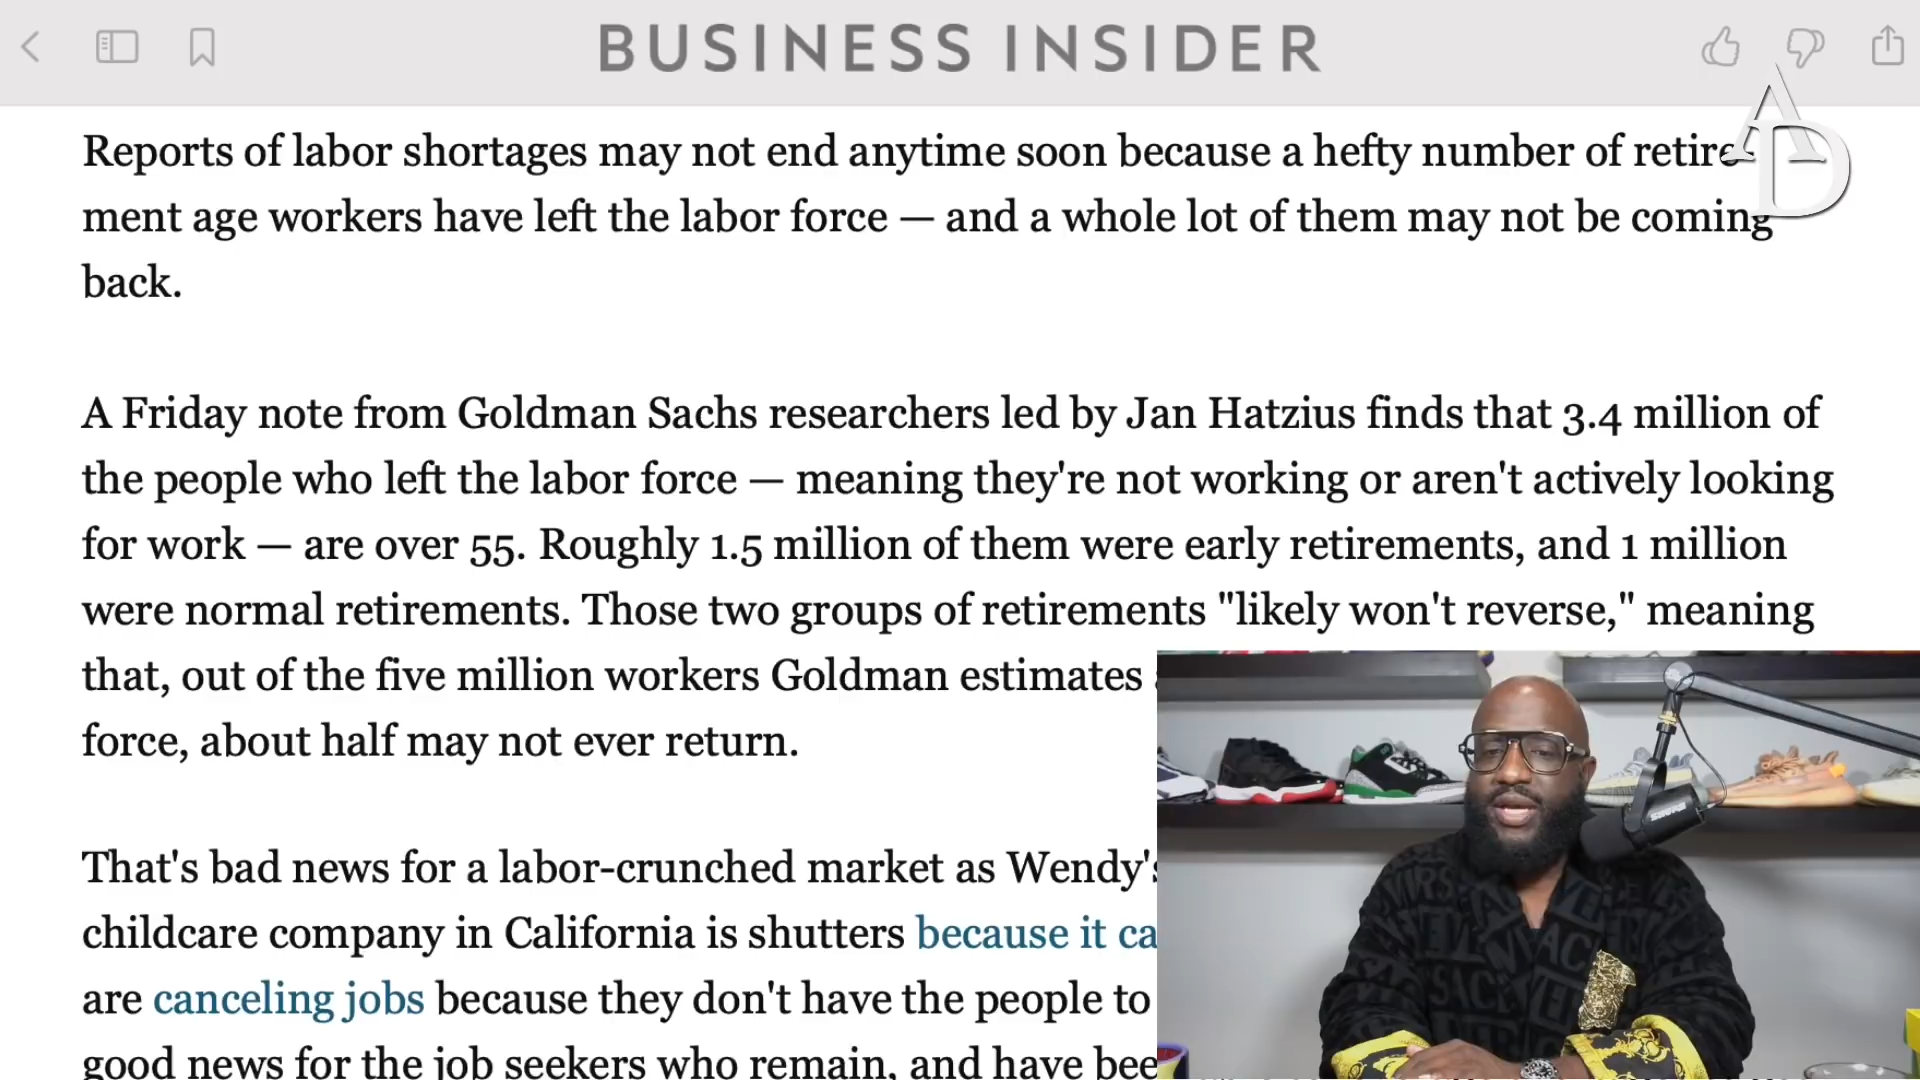 BUSINESS INSIDER
AD
Reports of labor shortages may not end anytime soon because a hefty number of retire-
ment age workers have left the labor force — and a whole lot of them may not be coming
back.
A Friday note from Goldman Sachs researchers led by Jan Hatzius finds that 3.4 million of
the people who left the labor force — meaning they're not working or aren't actively looking
for work — are over 55. Roughly 1.5 million of them were early retirements, and 1 million
were normal retirements. Those two groups of retirements "likely won't reverse," meaning
that, out of the five million workers Goldman estimates
force, about half may not ever return.
That's bad news for a labor-crunched market as Wendy's
childcare company in California is shutters because it ca
are canceling jobs because they don't have the people to
good news for the job seekers who remain, and have bee